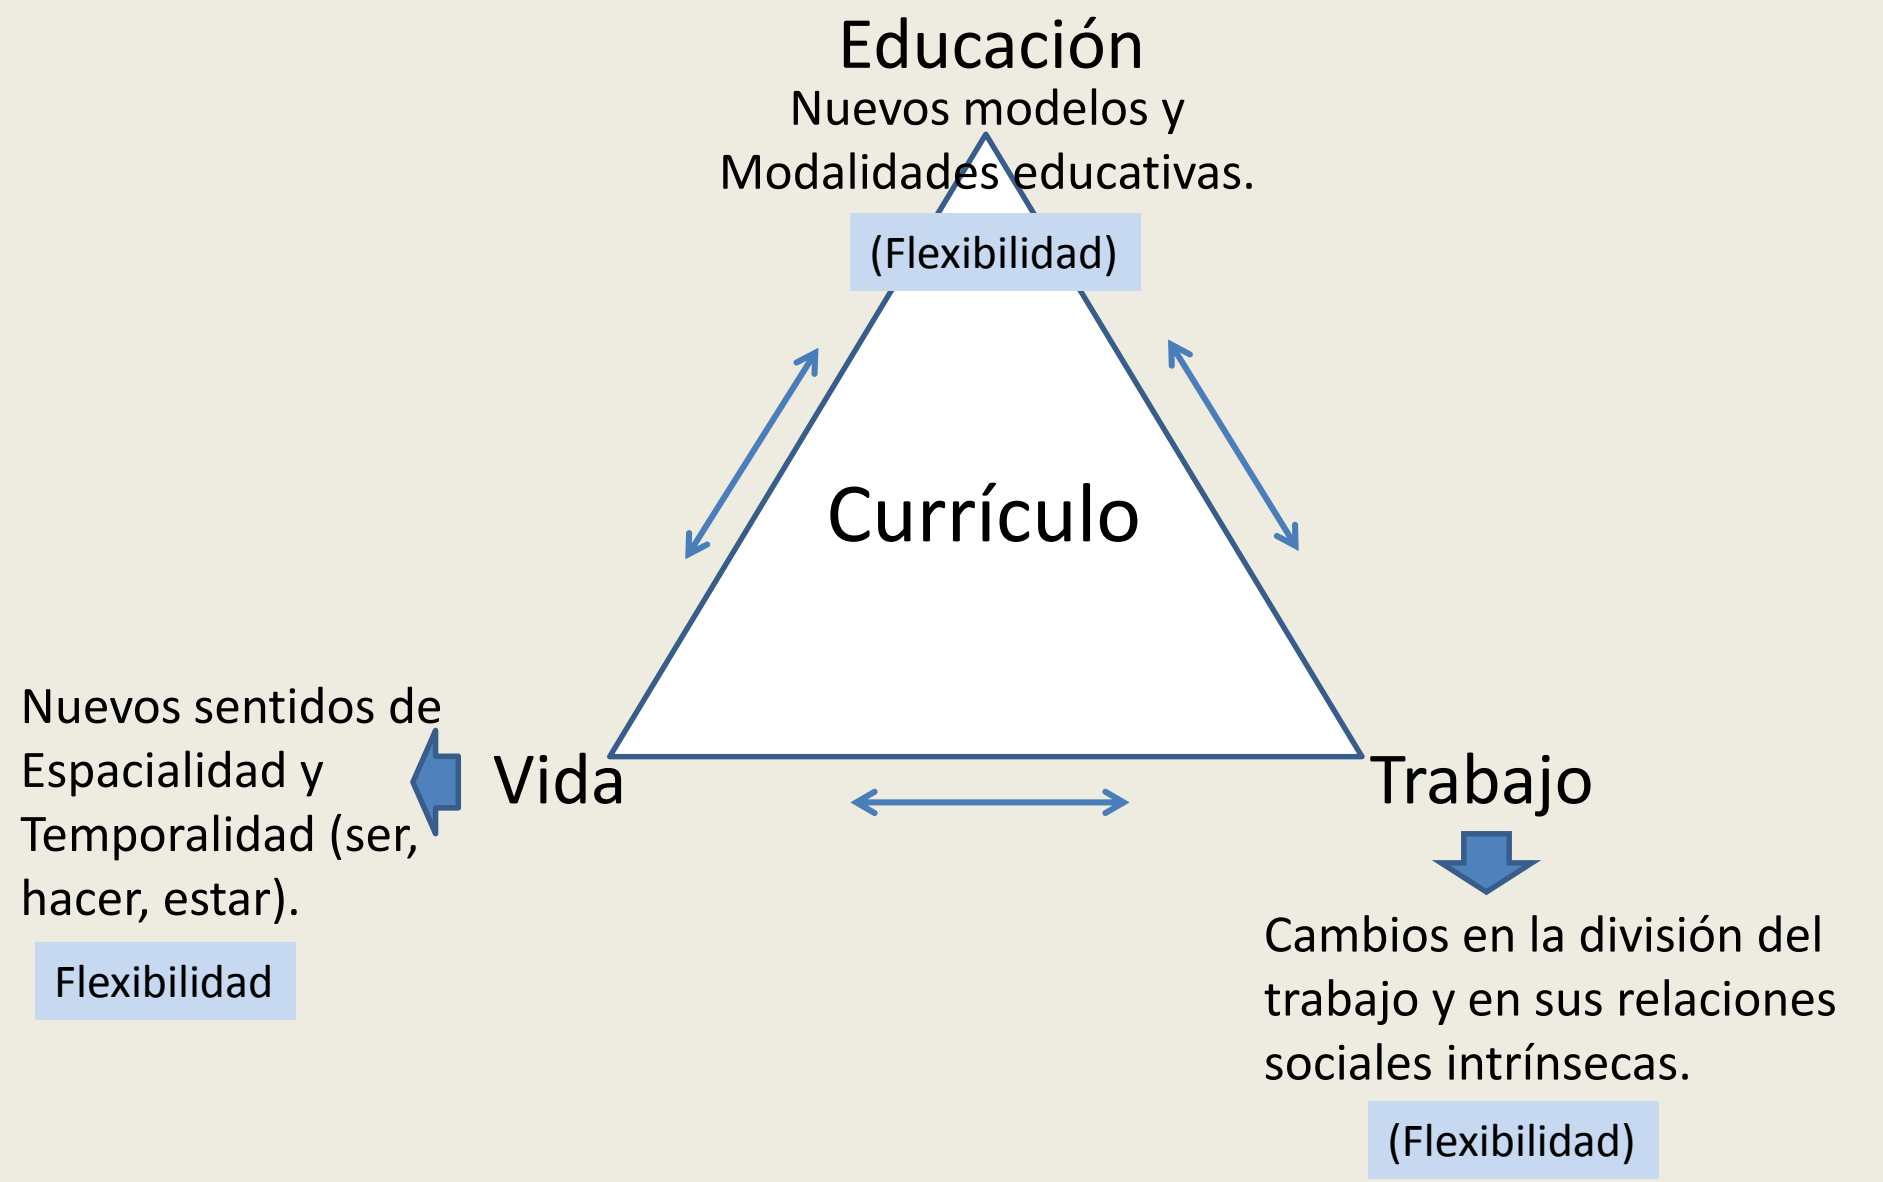 Educación
Nuevos modelos y
Modalidades educativas.
(Flexibilidad)
Currículo
Nuevos sentidos de
Espacialidad y
Temporalidad (ser,
hacer, estar).
Flexibilidad
Vida
Trabajo
Cambios en la división del
trabajo y en sus relaciones
sociales intrínsecas.
(Flexibilidad)